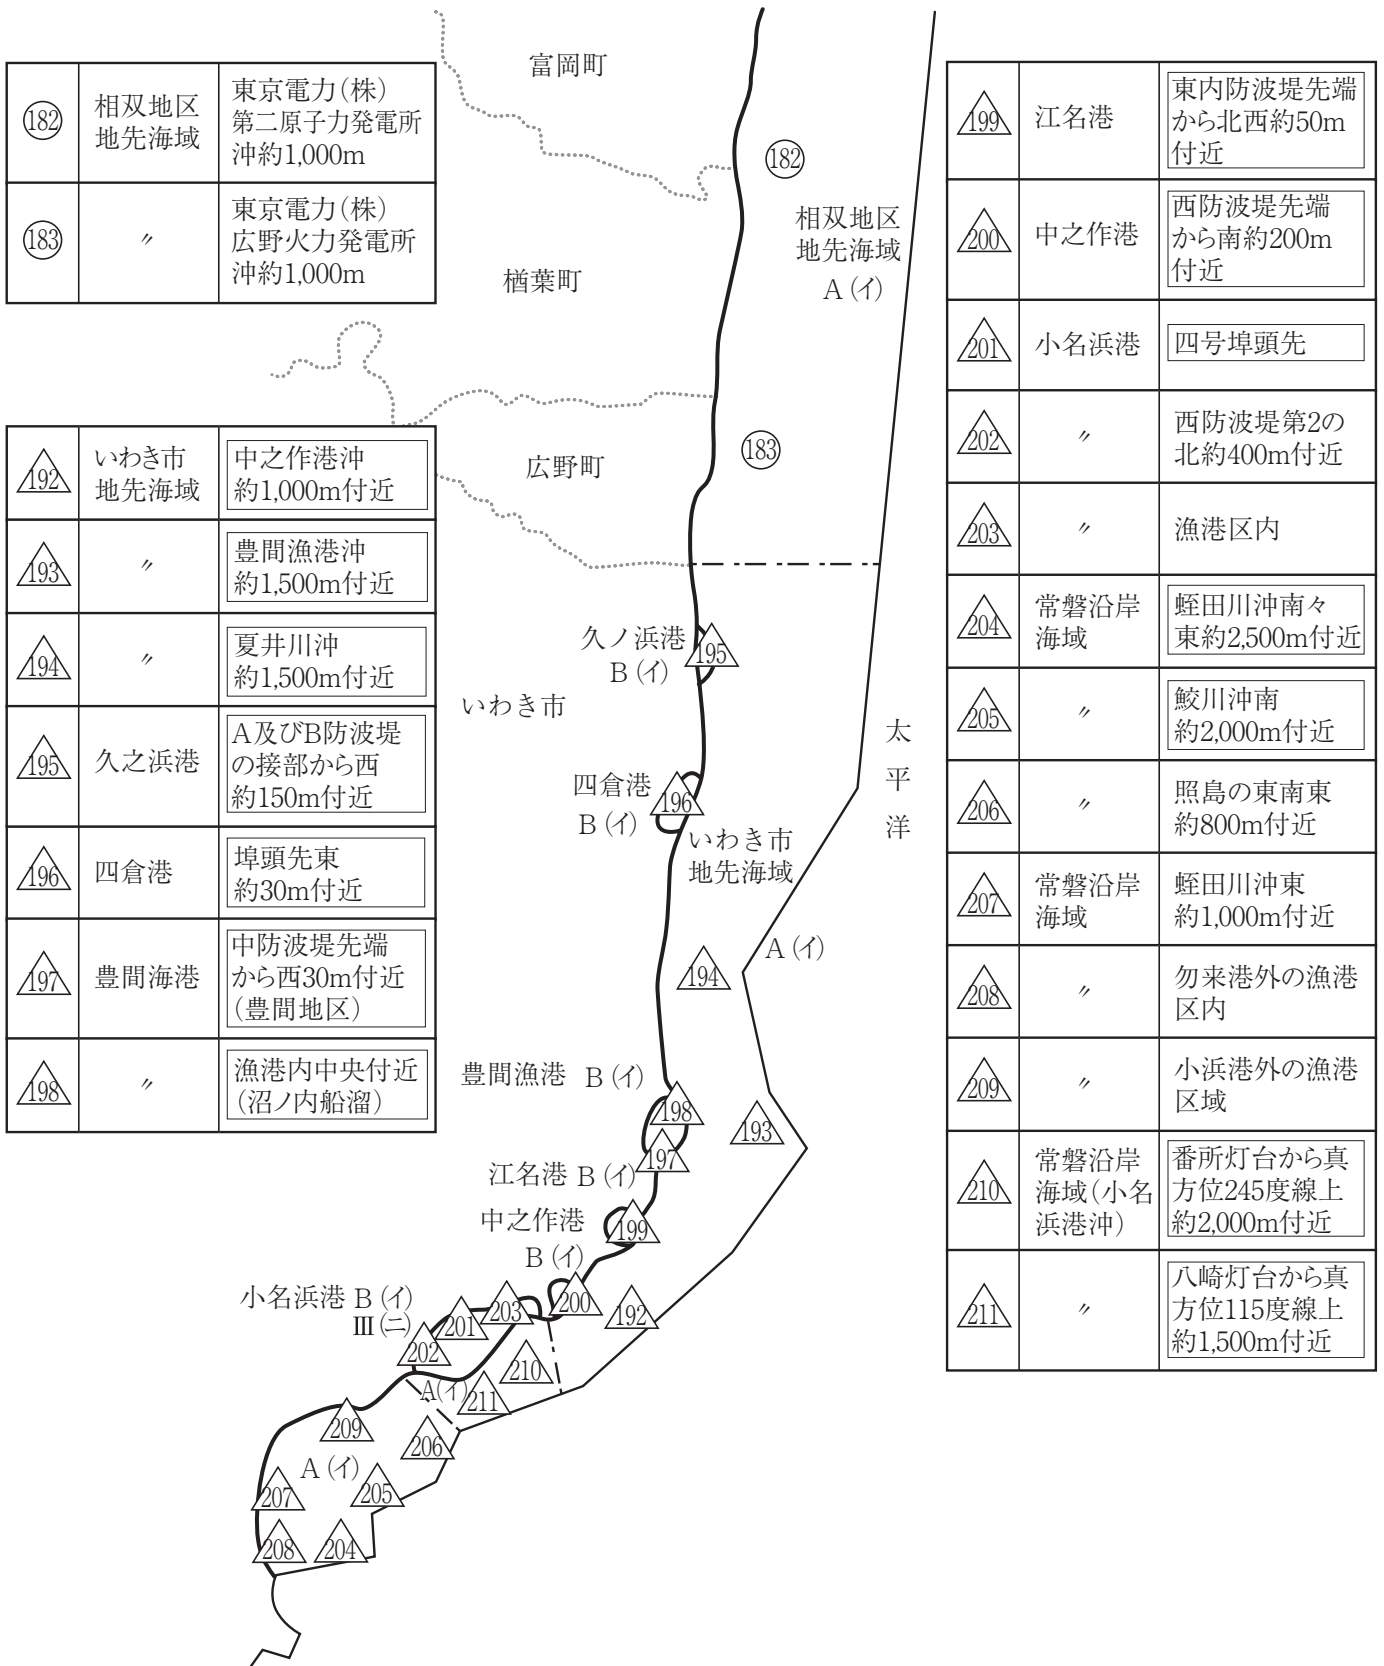 182
相双地区
地先海域
東京電力(株)
第二原子力発電所
沖約1,000m
183
〃
東京電力(株)
広野火力発電所
沖約1,000m
192
いわき市
地先海域
中之作港沖
約1,000m付近
193
〃
豊間漁港沖
約1,500m付近
194
〃
夏井川沖
約1,500m付近
195
久之浜港
A及びB防波堤
の接部から西
約150m付近
196
四倉港
埠頭先東
約30m付近
197
豊間海港
中防波堤先端
から西30m付近
(豊間地区)
198
〃
漁港内中央付近
(沼ノ内船溜)
富岡町
182
相双地区
地先海域
A(イ)
楢葉町
183
広野町
久ノ浜港
B(イ)
195
いわき市
太
平
洋
四倉港
B(イ)
196
いわき市
地先海域
A(イ)
194
豊間漁港 B(イ)
198
193
197
江名港 B(イ)
中之作港
199
B(イ)
小名浜港 B(イ)
Ⅲ(ニ)
200
192
203
201
202
210
A(イ)
211
209
206
A(イ)
207
205
208
204
199
江名港
東内防波堤先端
から北西約50m
付近
200
中之作港
西防波堤先端
から南約200m
付近
201
小名浜港
四号埠頭先
202
〃
西防波堤第2の
北約400m付近
203
〃
漁港区内
204
常磐沿岸
海域
蛭田川沖南々
東約2,500m付近
205
〃
鮫川沖南
約2,000m付近
206
〃
照島の東南東
約800m付近
207
常磐沿岸
海域
蛭田川沖東
約1,000m付近
208
〃
勿来港外の漁港
区内
209
〃
小浜港外の漁港
区域
210
常磐沿岸
海域(小名
浜港沖)
番所灯台から真
方位245度線上
約2,000m付近
211
〃
八崎灯台から真
方位115度線上
約1,500m付近